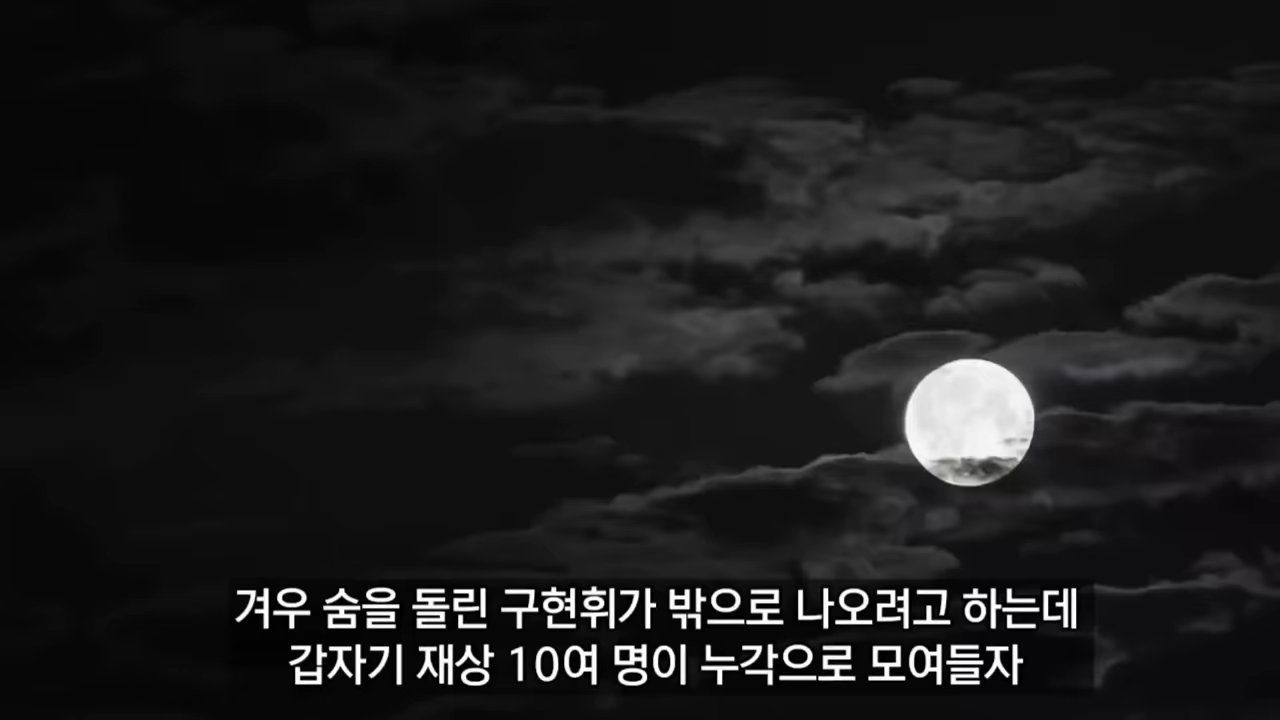 겨우 숨을 돌린 구현휘가 밖으로 나오려고 하는데
갑자기 재상 10여 명이 누각으로 모여들자